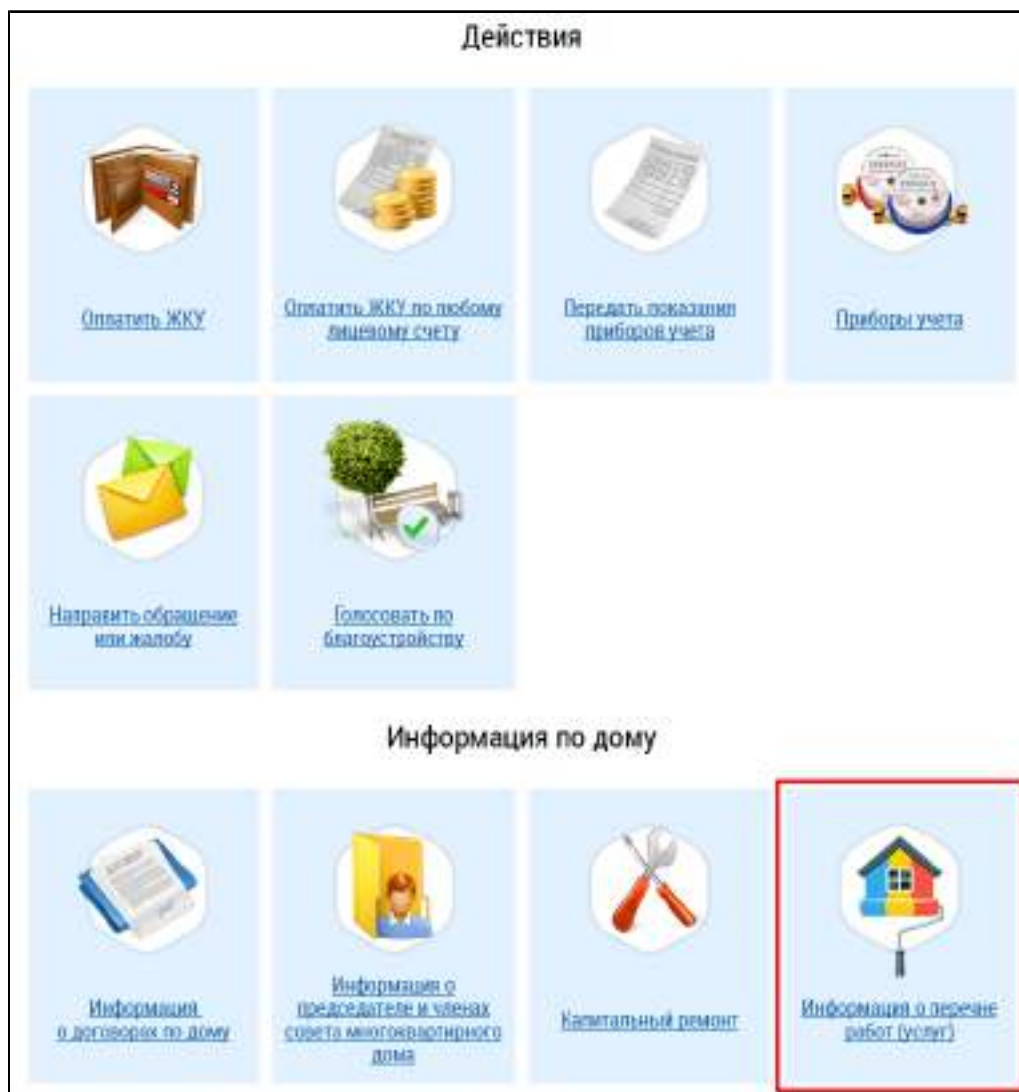 Действия
Оплатить ЖКУ
Оплатить ЖКУ по любому
лицевому счету
Передать показания
приборов учета
Приборы учета
Направить обращение
или жалобу
Голосовать по
благоустройству
Информация по дому
Информация
о договорах по дому
Информация о
председателе и членах
совета многоквартирного
дома
Капитальный ремонт
Информация о перечне
работ (услуг)